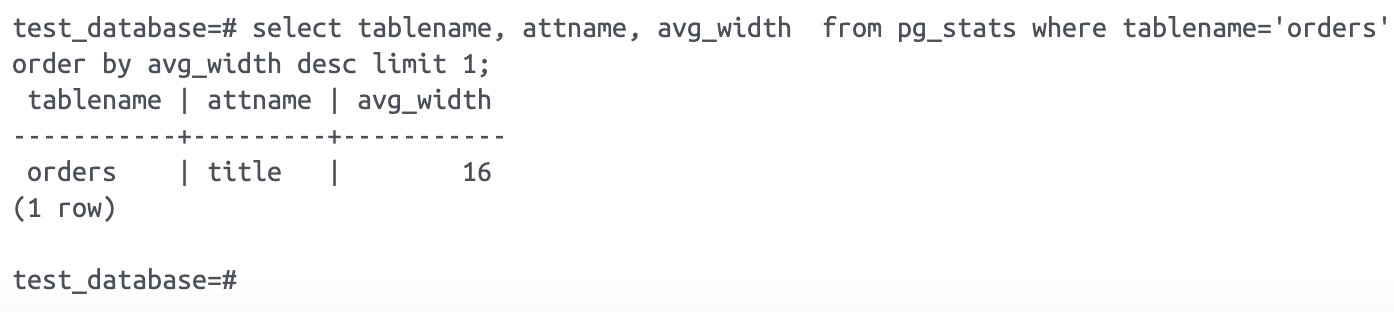 test_database=# select tablename, attname, avg_width  from pg_stats where tablename='orders'
order by avg_width desc limit 1;
 tablename | attname | avg_width
-----------+---------+-----------
 orders    | title   |        16
(1 row)

test_database=#